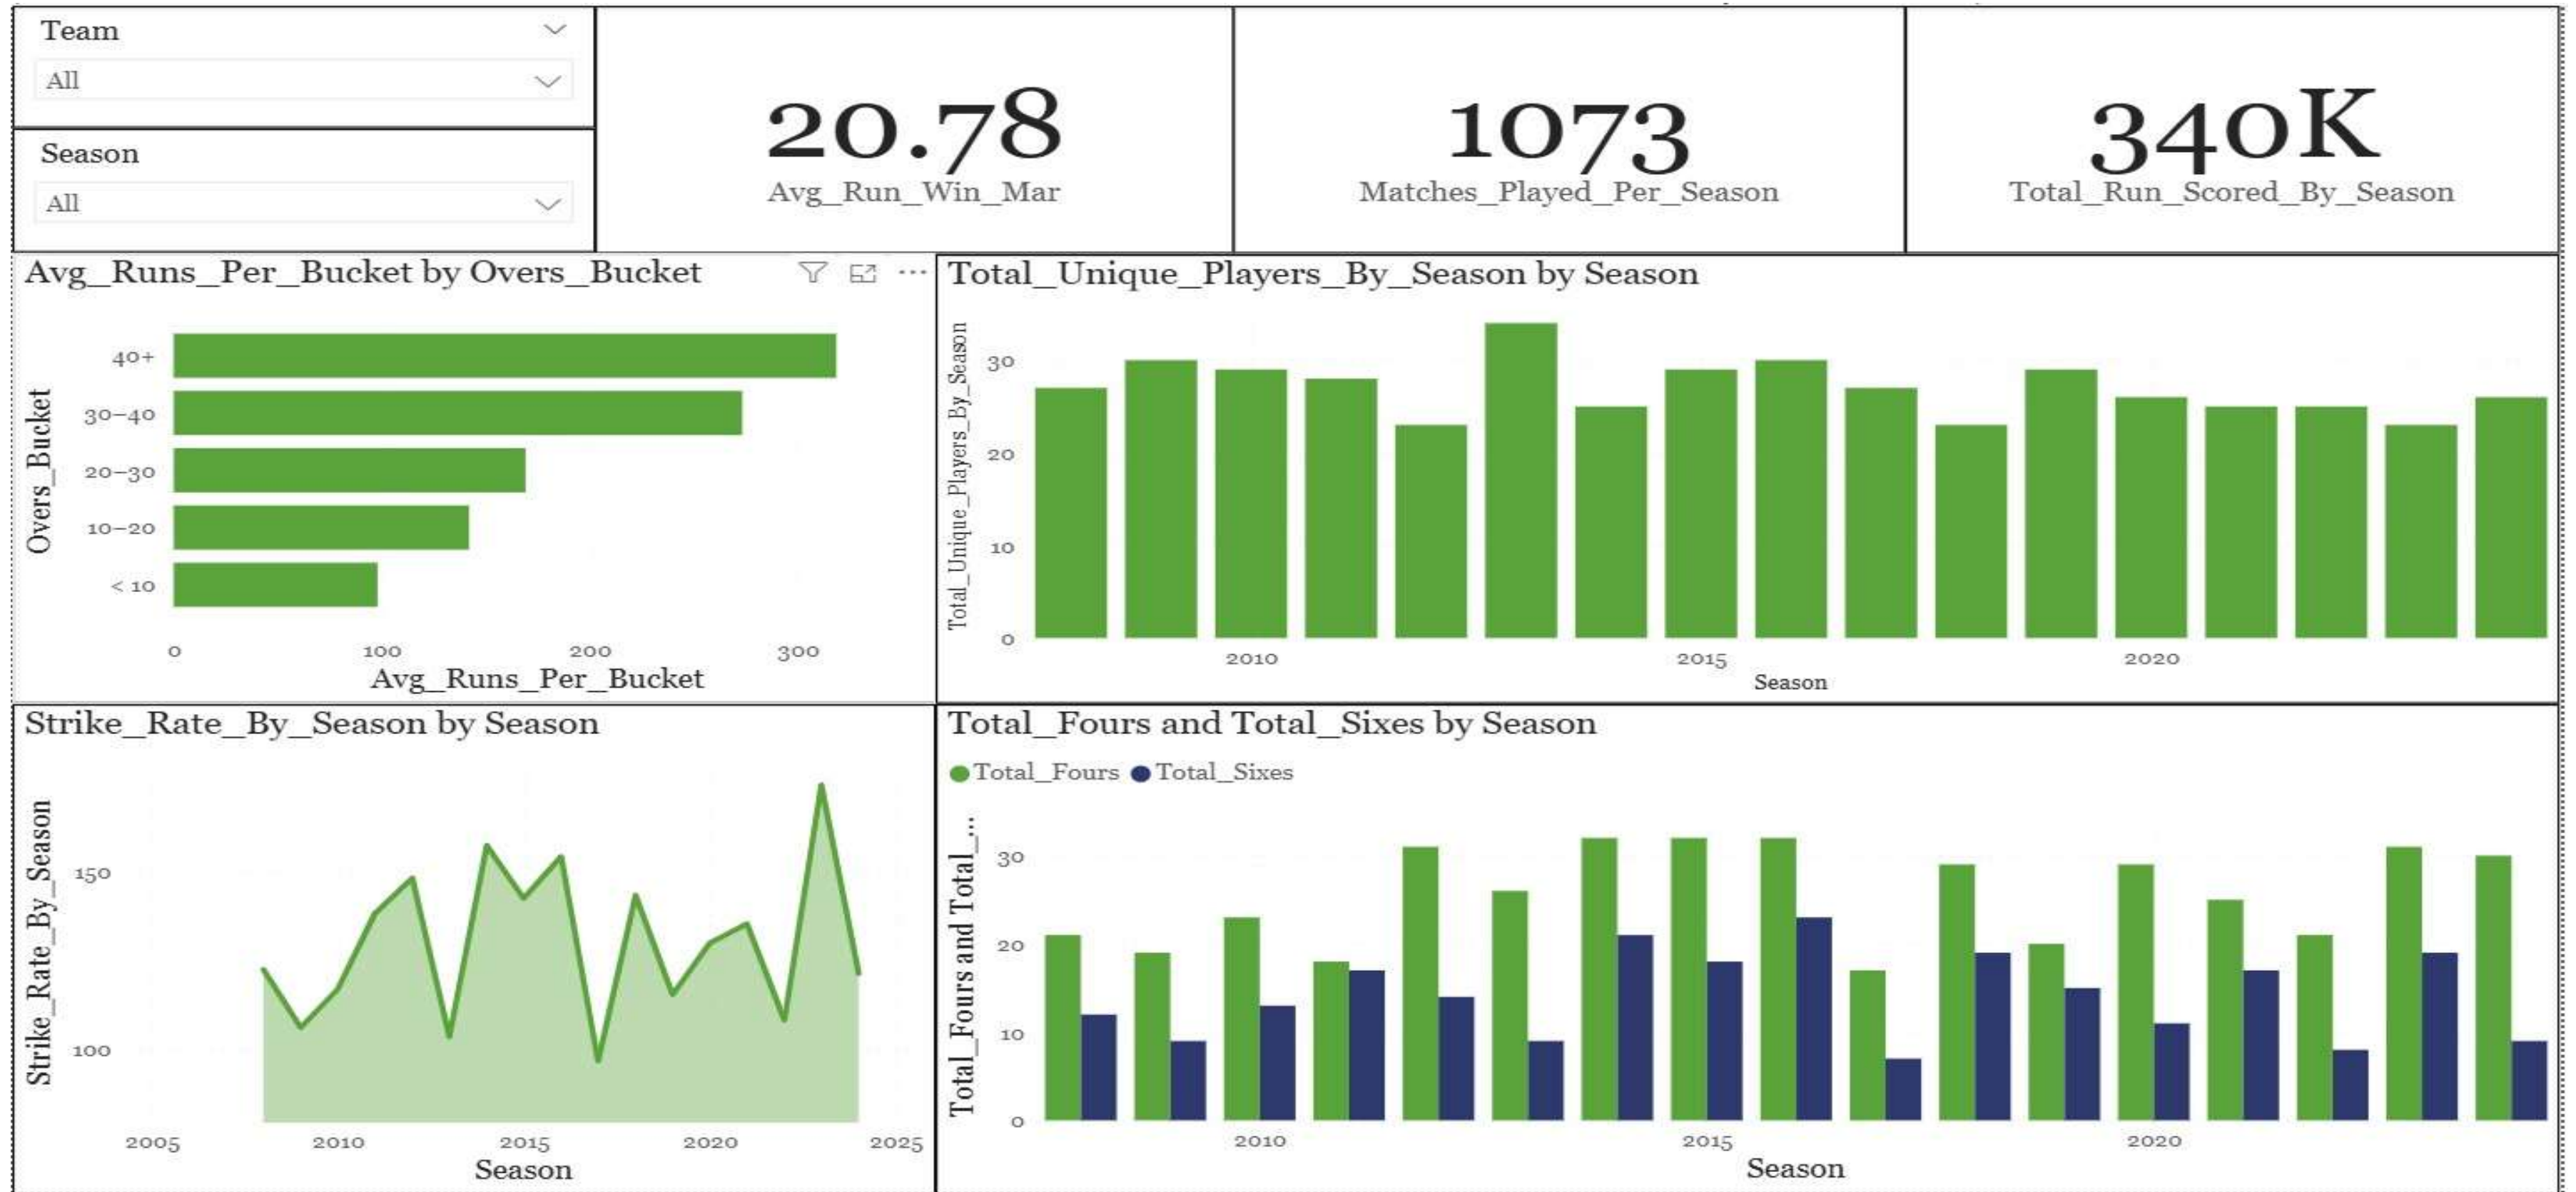 Team
All
Season
All
20.78
Avg_Run_Win_Mar
1073
Matches_Played_Per_Season
340K
Total_Run_Scored_By_Season
Avg_Runs_Per_Bucket by Overs_Bucket
Overs_Bucket
40+
30–40
20–30
10–20
< 10
0 100 200 300
Avg_Runs_Per_Bucket
Total_Unique_Players_By_Season by Season
Total_Unique_Players_By_Season
30
20
10
0
2010 2015 2020
Season
Strike_Rate_By_Season by Season
Strike_Rate_By_Season
150
100
2005 2010 2015 2020 2025
Season
Total_Fours and Total_Sixes by Season
Total_Fours Total_Sixes
Total_Fours and Total_...
30
20
10
0
2010 2015 2020
Season